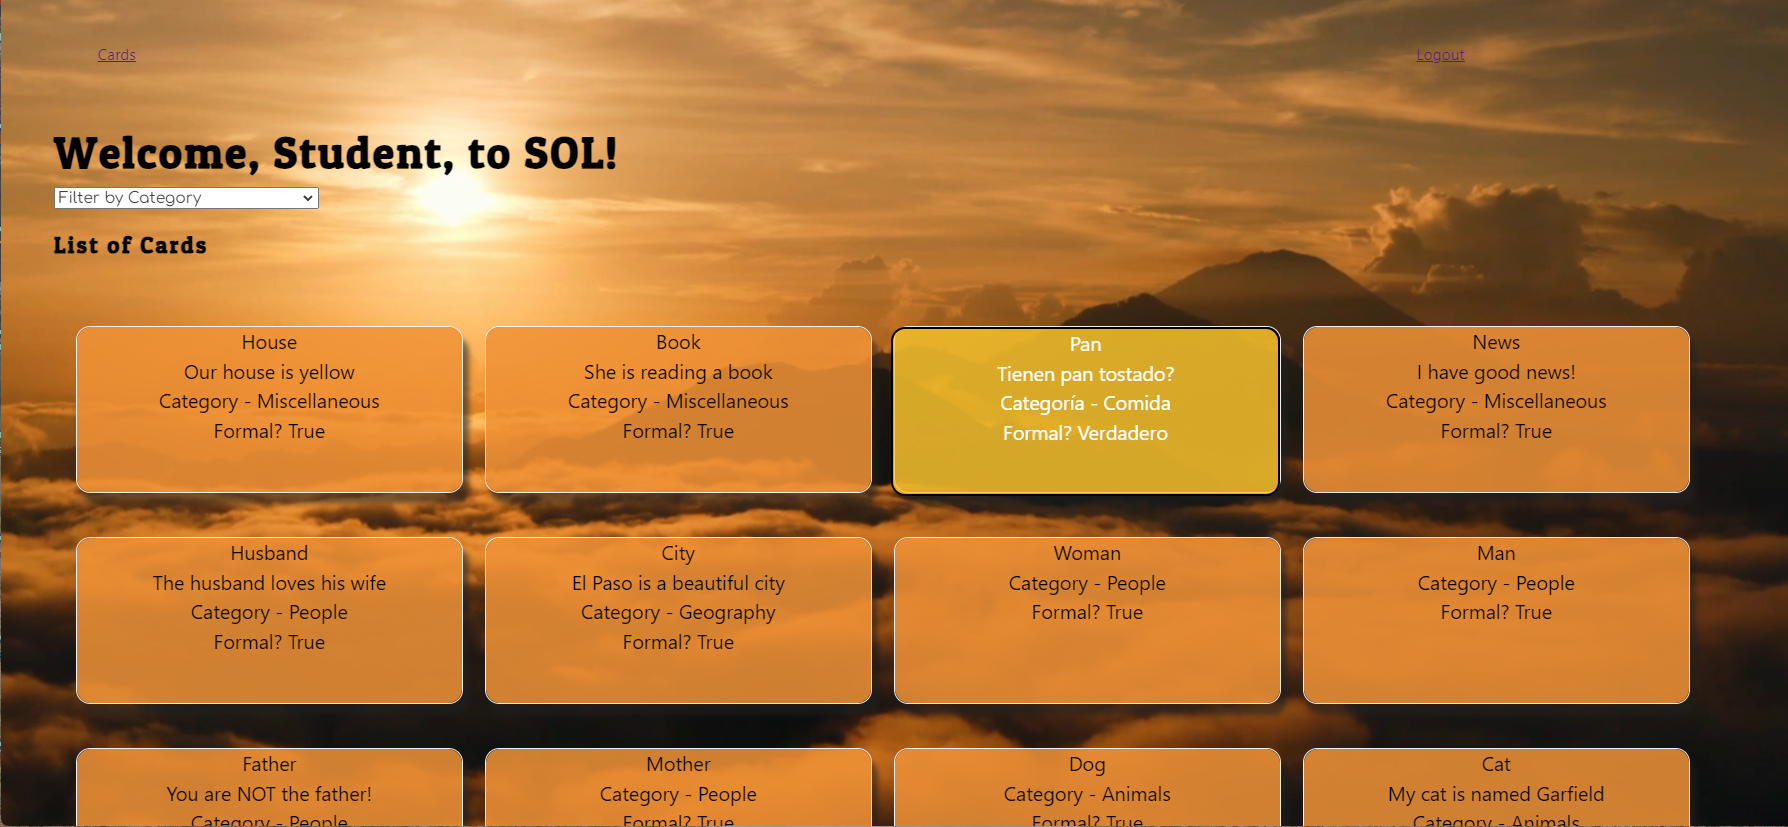 Cards
Logout
Welcome, Student, to SOL!
Filter by Category
List of Cards
House
Our house is yellow
Category - Miscellaneous
Formal? True
Book
She is reading a book
Category - Miscellaneous
Formal? True
Pan
Tienen pan tostado?
Categoría - Comida
Formal? Verdadero
News
I have good news!
Category - Miscellaneous
Formal? True
Husband
The husband loves his wife
Category - People
Formal? True
City
El Paso is a beautiful city
Category - Geography
Formal? True
Woman
Category - People
Formal? True
Man
Category - People
Formal? True
Father
You are NOT the father!
Category - People
Mother
Category - People
Formal? True
Dog
Category - Animals
Formal? True
Cat
My cat is named Garfield
Category - Animals